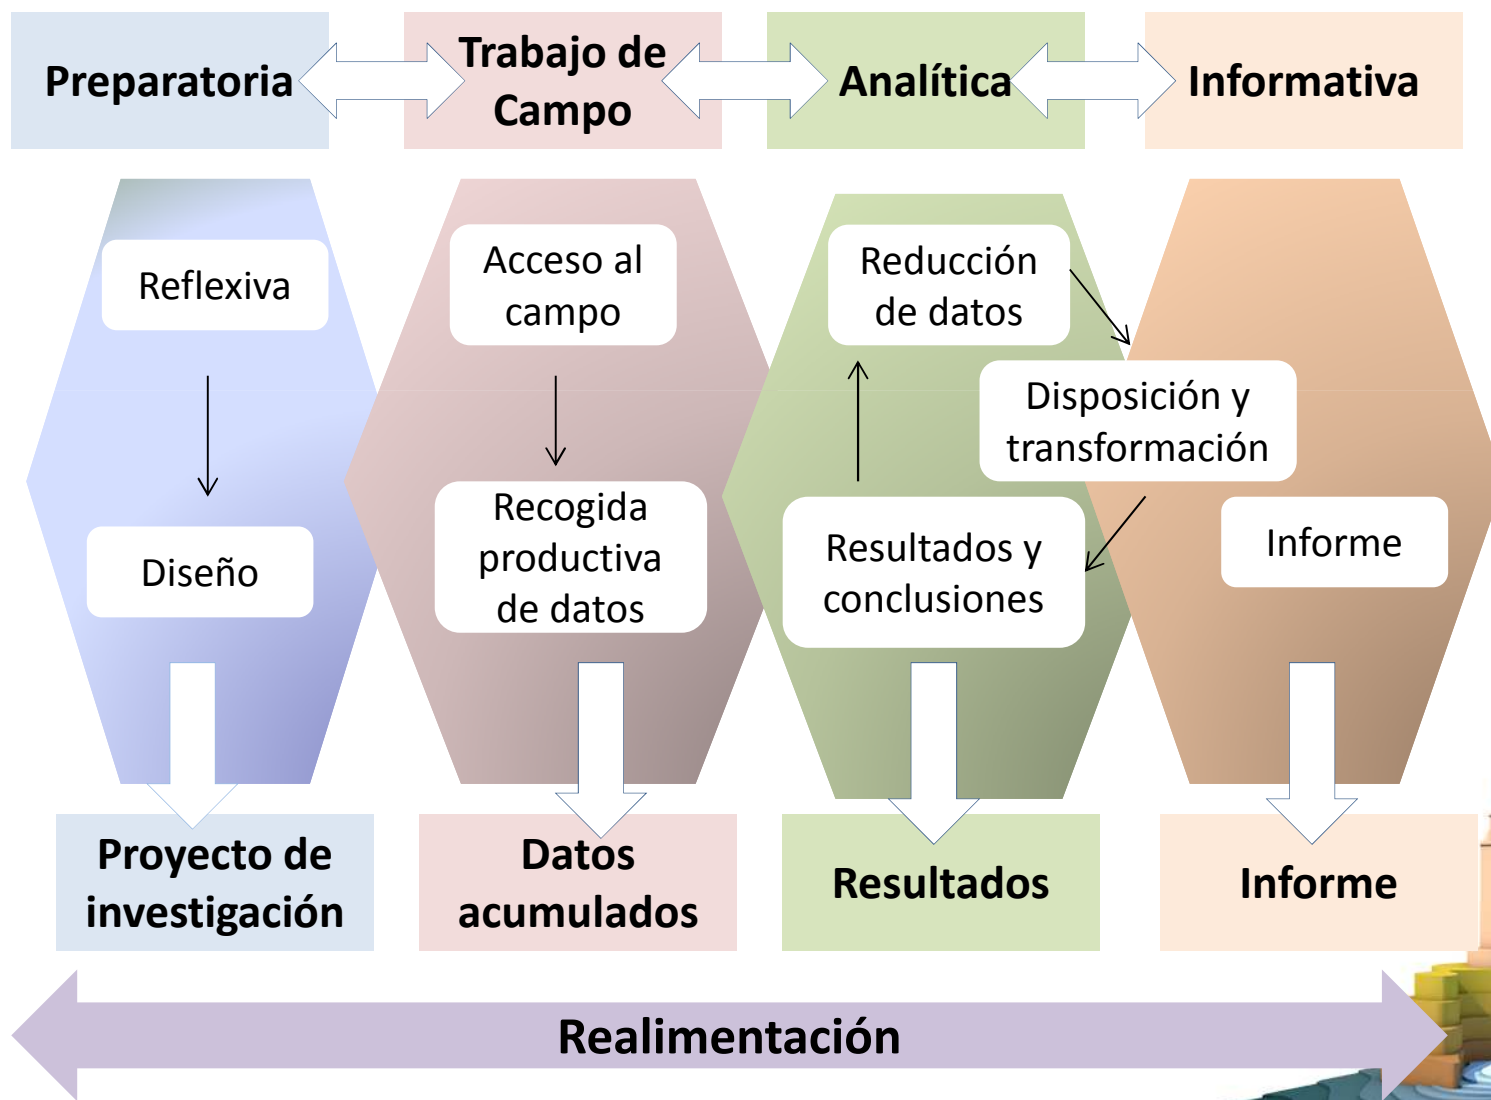 Preparatoria
Trabajo de
Campo
Analítica
Informativa
Reflexiva
Diseño
Acceso al
campo
Recogida
productiva
de datos
Reducción
de datos
Disposición y
transformación
Resultados y
conclusiones
Informe
Proyecto de
investigación
Datos
acumulados
Resultados
Informe
Realimentación